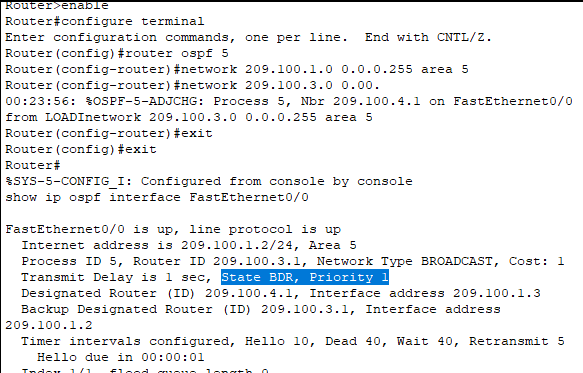 Router>enable
Router#configure terminal
Enter configuration commands, one per line.  End with CNTL/Z.
Router(config)#router ospf 5
Router(config-router)#network 209.100.1.0 0.0.0.255 area 5
Router(config-router)#network 209.100.3.0 0.00.
00:23:56: %OSPF-5-ADJCHG: Process 5, Nbr 209.100.4.1 on FastEthernet0/0
from LOADInetwork 209.100.3.0 0.0.0.255 area 5
Router(config-router)#exit
Router(config)#exit
Router#
%SYS-5-CONFIG_I: Configured from console by console
show ip ospf interface FastEthernet0/0
FastEthernet0/0 is up, line protocol is up
Internet address is 209.100.1.2/24, Area 5
Process ID 5, Router ID 209.100.3.1, Network Type BROADCAST, Cost: 1
Transmit Delay is 1 sec, State BDR, Priority 1
Designated Router (ID) 209.100.4.1, Interface address 209.100.1.3
Backup Designated Router (ID) 209.100.3.1, Interface address
209.100.1.2
Timer intervals configured, Hello 10, Dead 40, Wait 40, Retransmit 5
Hello due in 00:00:01
Index 1/1, flood queue length 0